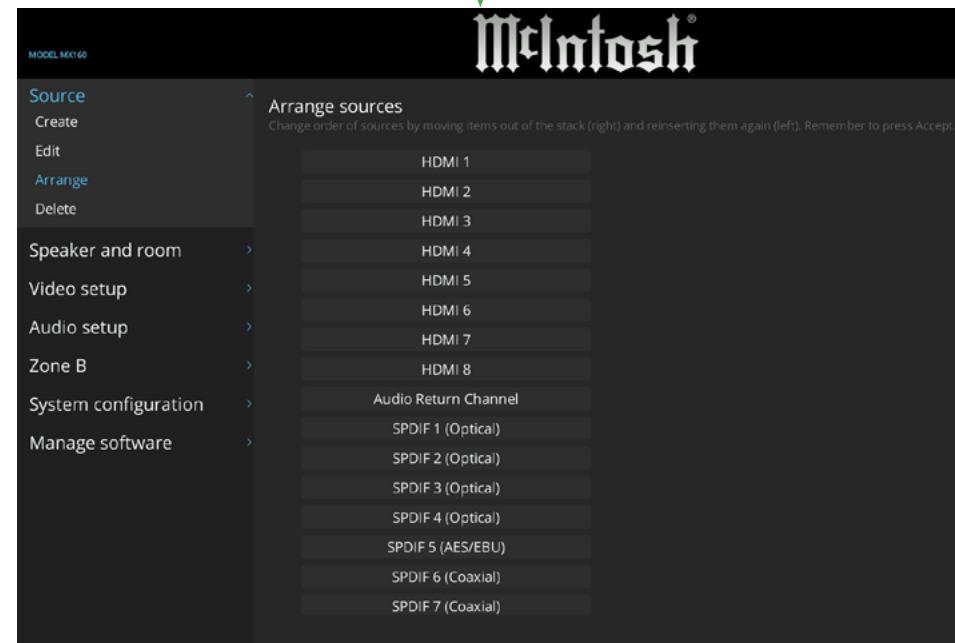 MODEL MX160
McIntosh®
Source
Create
Edit
Arrange
Delete
Speaker and room
Video setup
Audio setup
Zone B
System configuration
Manage software
Arrange sources
Change order of sources by moving items out of the stack (right) and reinserting them again (left). Remember to press Accept.
HDMI 1
HDMI 2
HDMI 3
HDMI 4
HDMI 5
HDMI 6
HDMI 7
HDMI 8
Audio Return Channel
SPDIF 1 (Optical)
SPDIF 2 (Optical)
SPDIF 3 (Optical)
SPDIF 4 (Optical)
SPDIF 5 (AES/EBU)
SPDIF 6 (Coaxial)
SPDIF 7 (Coaxial)